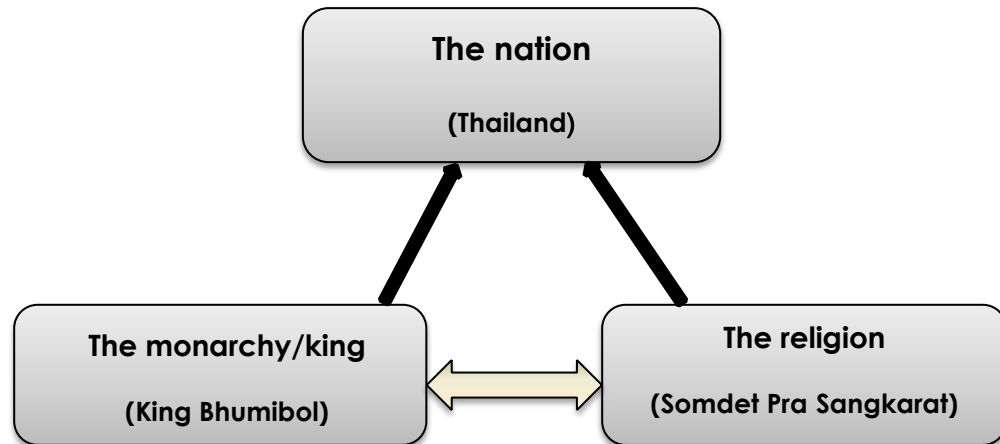 The nation
(Thailand)
The monarchy/king
(King Bhumibol)
The religion
(Somdet Pra Sangkarat)